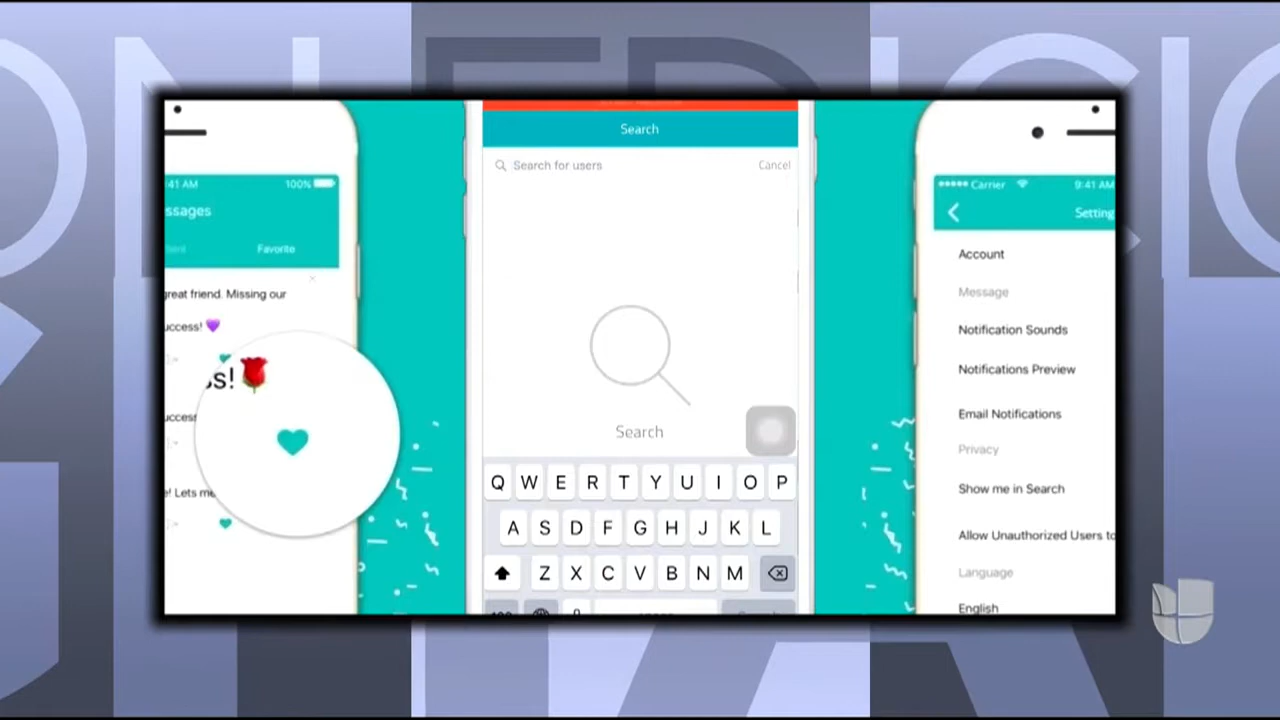 41 AM
100%
ssages
Favorite
great friend. Missing our
uccess! 💜
ss!🌹
uccess
e! Lets me
Search
Search for users
Cancel
Search
Q W E R T Y U I O P
A S D F G H J K L
Z X C V B N M
Carrier
9:41 AM
Setting
Account
Message
Notification Sounds
Notifications Preview
Email Notifications
Privacy
Show me in Search
Allow Unauthorized Users to
Language
English